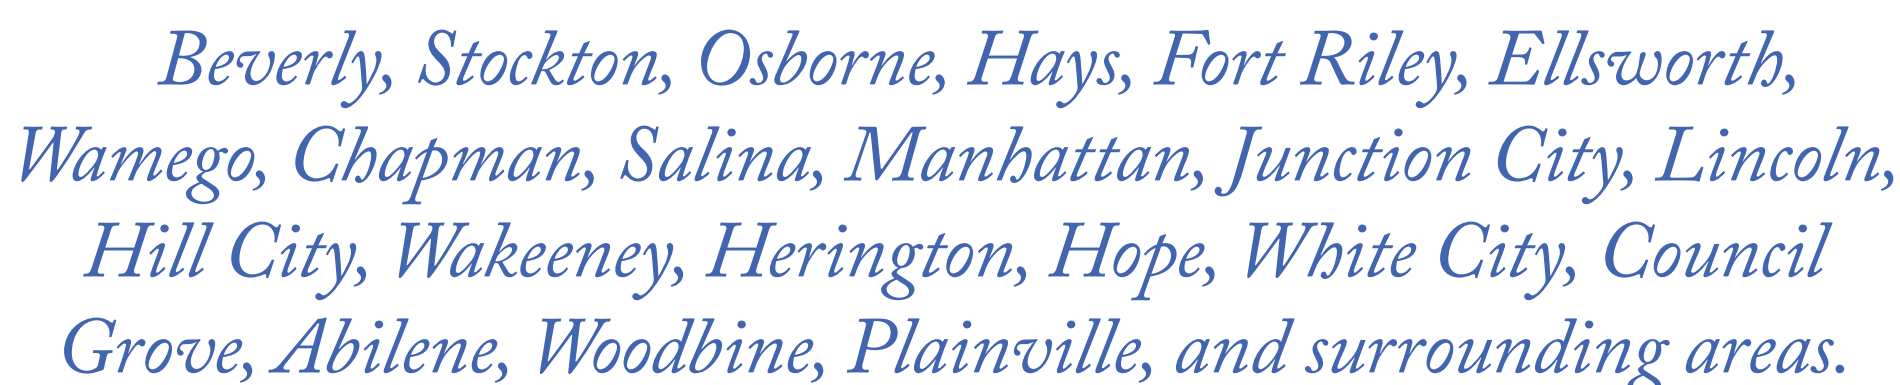 Beverly, Stockton, Osborne, Hays, Fort Riley, Ellsworth,
Wamego, Chapman, Salina, Manhattan, Junction City, Lincoln,
Hill City, Wakeeney, Herington, Hope, White City, Council
Grove, Abilene, Woodbine, Plainville, and surrounding areas.